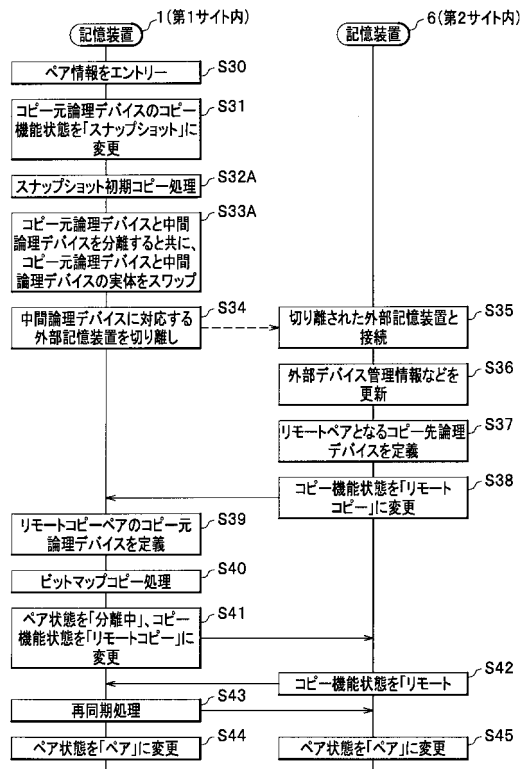 1(第1サイト内)
記憶装置
6(第2サイト内)
記憶装置
ペア情報をエントリー
S30
コピー元論理デバイスのコピー
機能状態を「スナップショット」に
変更
S31
スナップショット初期コピー処理
S32A
コピー元論理デバイスと中間
論理デバイスを分離すると共に、
コピー元論理デバイスと中間
論理デバイスの実体をスワップ
S33A
中間論理デバイスに対応する
外部記憶装置を切り離し
S34
切り離された外部記憶装置と
接続
S35
外部デバイス管理情報などを
更新
S36
リモートペアとなるコピー先論理
デバイスを定義
S37
コピー機能状態を「リモート
コピー」に変更
S38
リモートコピーペアのコピー元
論理デバイスを定義
S39
ビットマップコピー処理
S40
ペア状態を「分離中」、コピー
機能状態を「リモートコピー」に
変更
S41
コピー機能状態を「リモート
S42
再同期処理
S43
ペア状態を「ペア」に変更
S44
ペア状態を「ペア」に変更
S45